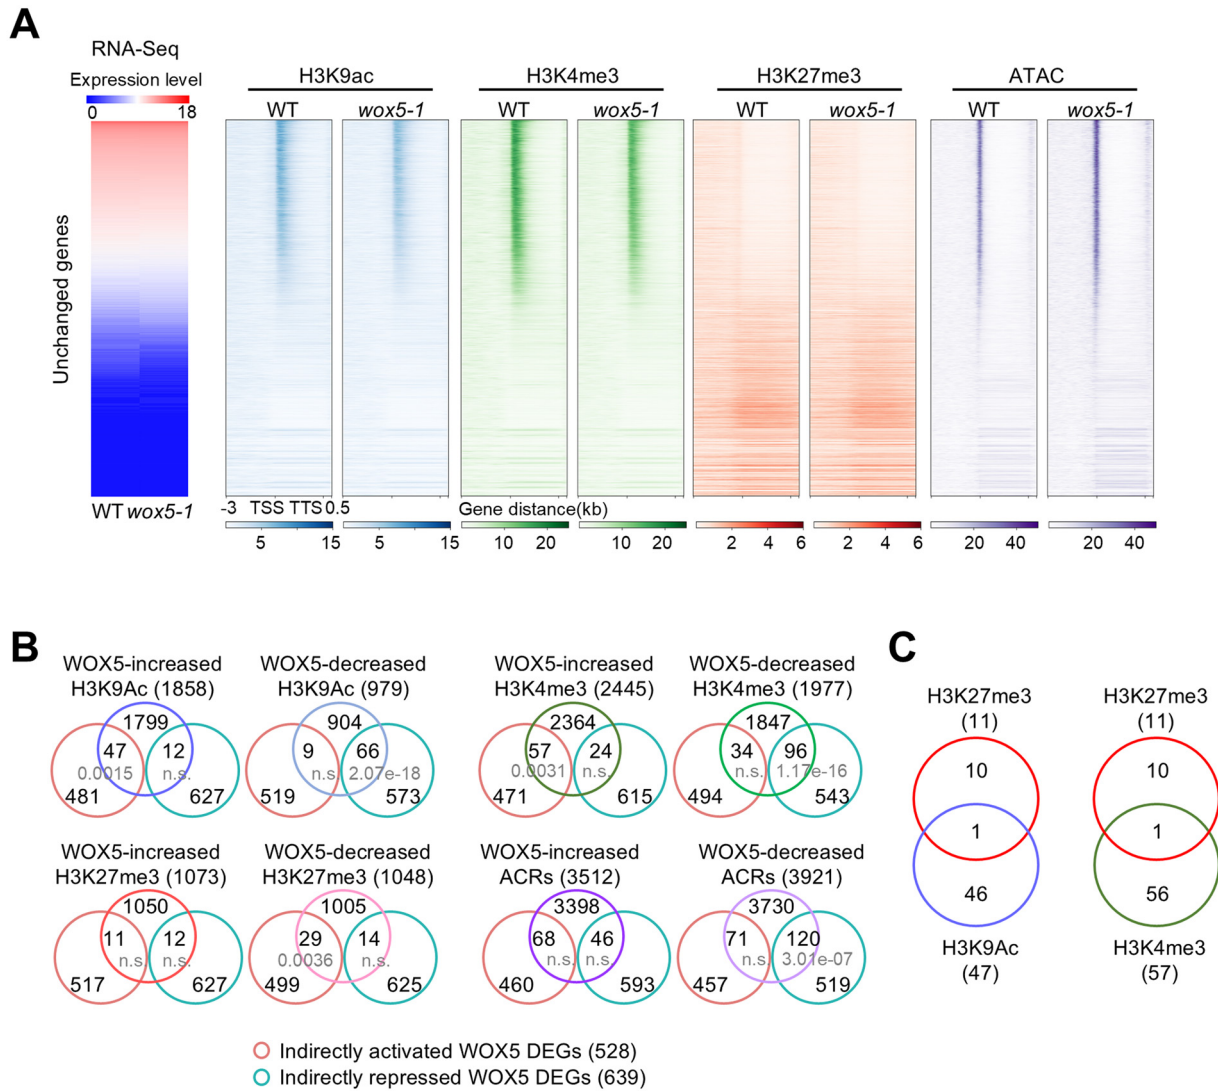 A
RNA-Seq
Expression level
0 18
H3K9ac H3K4me3 H3K27me3 ATAC
WT wox5-1 WT wox5-1 WT wox5-1 WT wox5-1
Unchanged genes
WT wox5-1
-3 TSS TTS 0.5 Gene distance(kb)
5 15 5 15 10 20 10 20 2 4 6 2 4 6 20 40 20 40
B
WOX5-increased
H3K9Ac (1858)
1799
47 12
0.0015 n.s.
481 627
WOX5-decreased
H3K9Ac (979)
904
9 66
n.s. 2.07e-18
519 573
WOX5-increased
H3K4me3 (2445)
2364
57 24
0.0031 n.s.
471 615
WOX5-decreased
H3K4me3 (1977)
1847
34 96
n.s. 1.17e-16
494 543
WOX5-increased
H3K27me3 (1073)
1050
11 12
n.s. n.s.
517 627
WOX5-decreased
H3K27me3 (1048)
1005
29 14
0.0036 n.s.
499 625
WOX5-increased
ACRs (3512)
3398
68 46
n.s. n.s.
460 593
WOX5-decreased
ACRs (3921)
3730
71 120
n.s. 3.01e-07
457 519
Indirectly activated WOX5 DEGs (528)
Indirectly repressed WOX5 DEGs (639)
C
H3K27me3
(11)
10
1
46
H3K9Ac
(47)
H3K27me3
(11)
10
1
56
H3K4me3
(57)